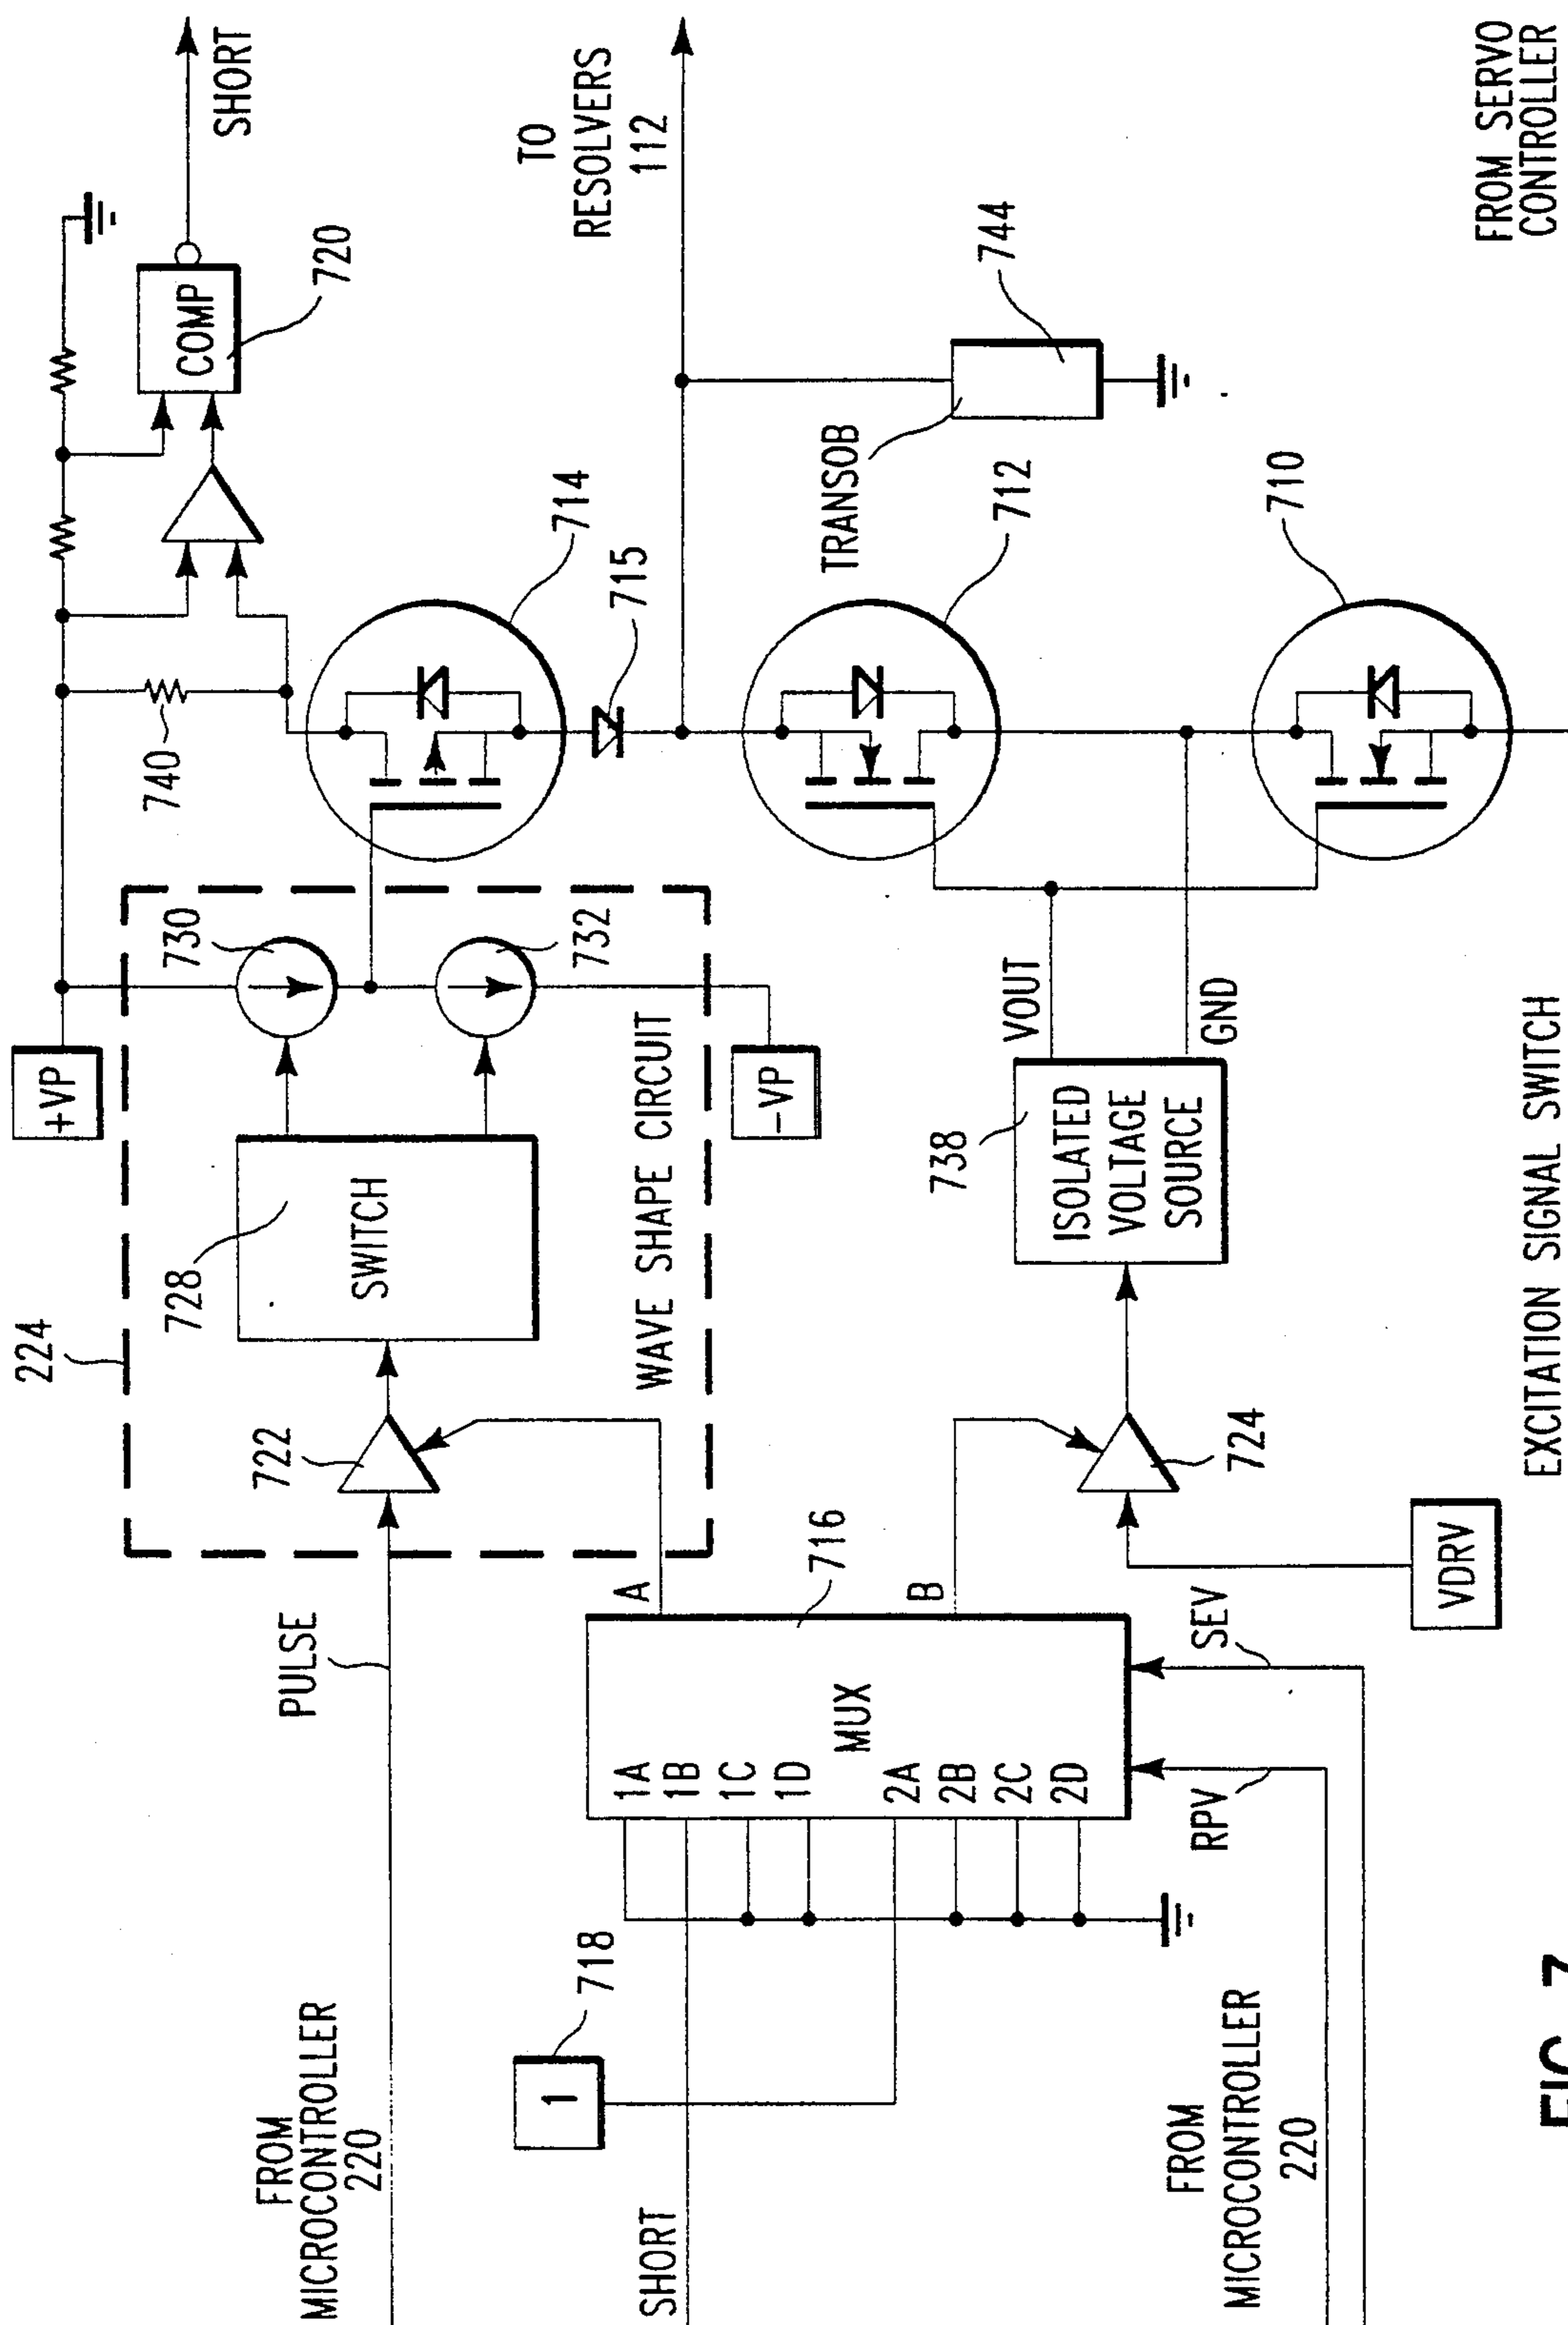 SHORT
TO
RESOLVERS
112
FROM SERVO
CONTROLLER
COMP
720
744
714
715
TRANSOB
712
710
740
730
732
+VP
-VP
VOUT
GND
224
728
SWITCH
WAVE SHAPE CIRCUIT
738
ISOLATED
VOLTAGE
SOURCE
EXCITATION SIGNAL SWITCH
722
724
PULSE
A
716
B
SEV
VDRV
MUX
1A
1B
1C
1D
2A
2B
2C
2D
RPV
718
1
FROM
MICROCONTROLLER
220
SHORT
FROM
MICROCONTROLLER
220
FIG. 7